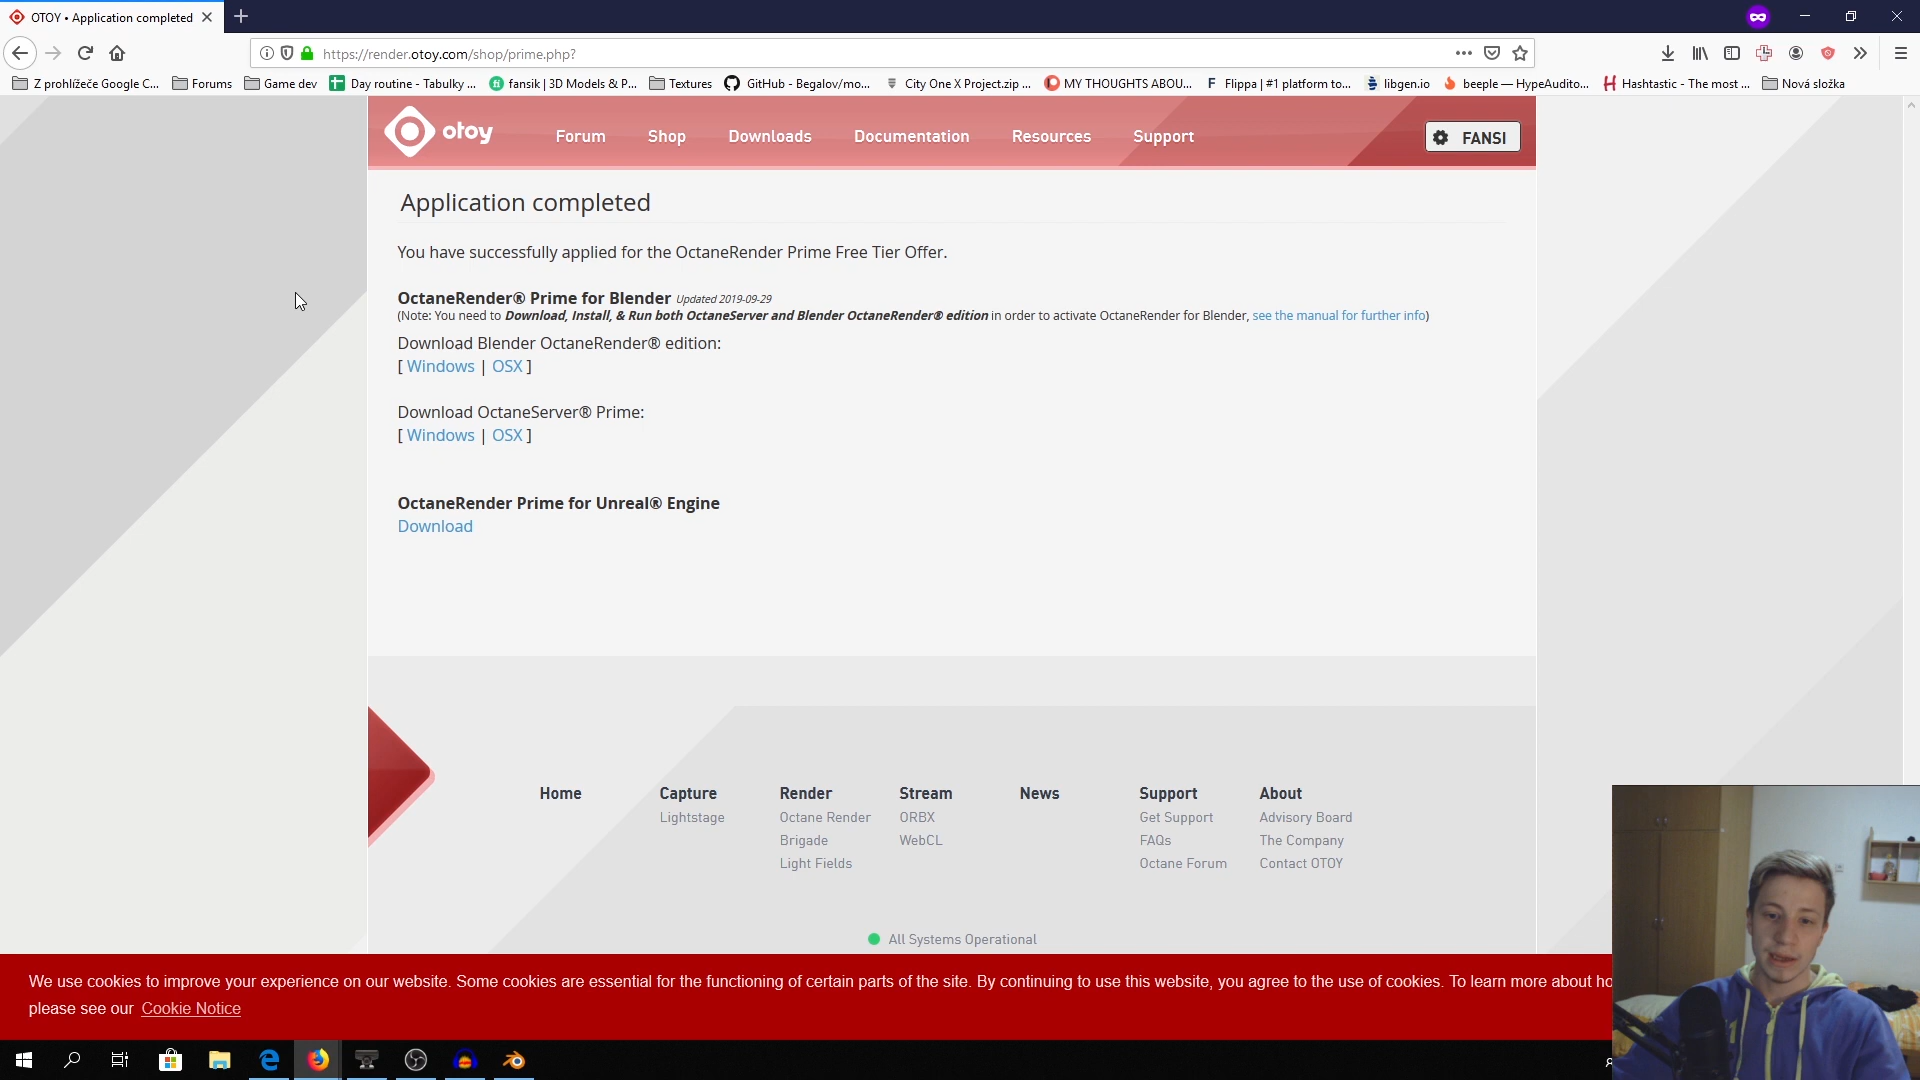 OTOY • Application completed
https://render.otoy.com/shop/prime.php?
Z prohlížeče Google C...
Forums
Game dev
Day routine - Tabulky ...
fansik | 3D Models & P...
Textures
GitHub - Begalov/mo...
City One X Project.zip ...
MY THOUGHTS ABOU...
Flippa | #1 platform to...
libgen.io
beeple — HypeAudito...
Hashtastic - The most ...
Nová složka
otoy
Forum
Shop
Downloads
Documentation
Resources
Support
FANSI
Application completed
You have successfully applied for the OctaneRender Prime Free Tier Offer.
OctaneRender® Prime for Blender Updated 2019-09-29
(Note: You need to Download, Install, & Run both OctaneServer and Blender OctaneRender® edition in order to activate OctaneRender for Blender, see the manual for further info)
Download Blender OctaneRender® edition:
[ Windows | OSX ]
Download OctaneServer® Prime:
[ Windows | OSX ]
OctaneRender Prime for Unreal® Engine
Download
Home
Capture
Lightstage
Render
Octane Render
Brigade
Light Fields
Stream
ORBX
WebCL
News
Support
Get Support
FAQs
Octane Forum
About
Advisory Board
The Company
Contact OTOY
All Systems Operational
We use cookies to improve your experience on our website. Some cookies are essential for the functioning of certain parts of the site. By continuing to use this website, you agree to the use of cookies. To learn more about ho
please see our Cookie Notice